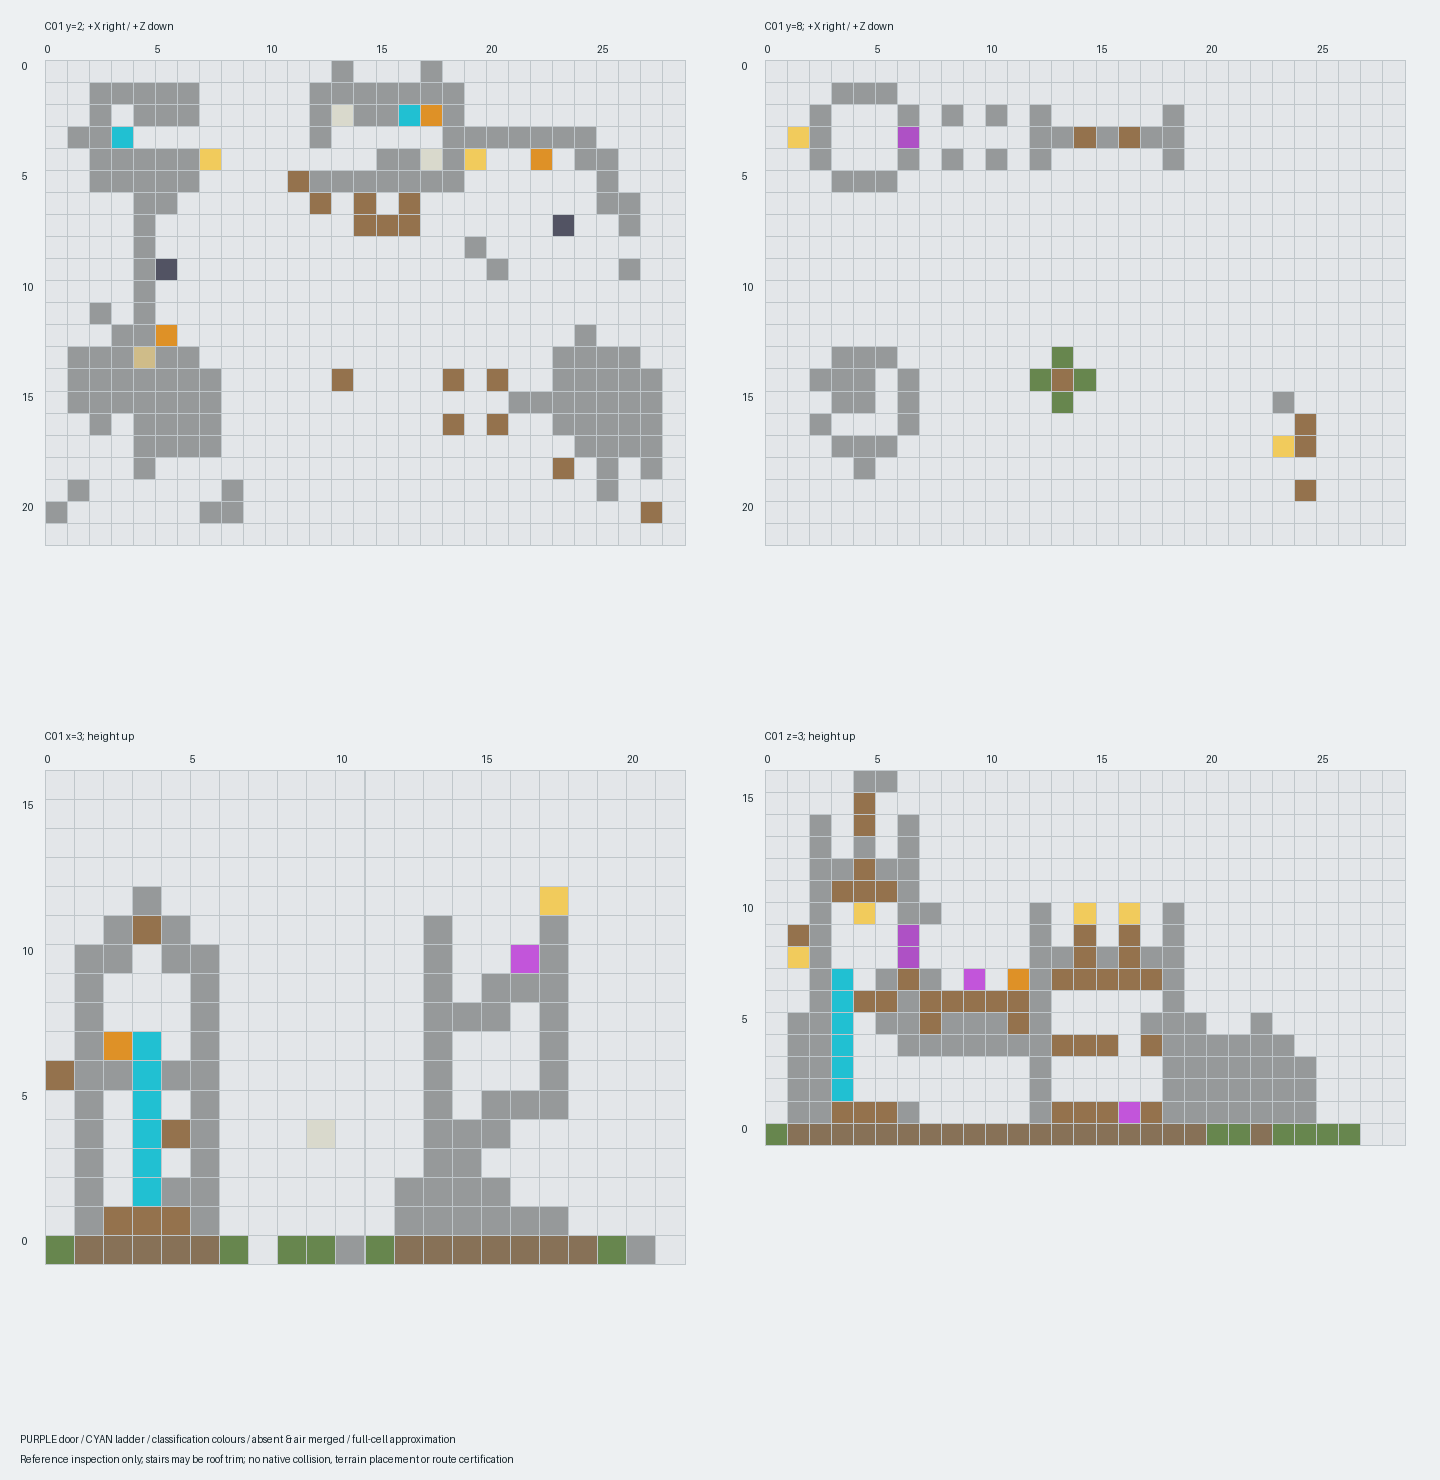 C01 y=2; +X right / +Z down
C01 y=8; +X right / +Z down
0 5 10 15 20 25
0 5 10 15 20 25
0
5
10
15
20
0
5
10
15
20
C01 x=3; height up
C01 z=3; height up
0 5 10 15 20
0 5 10 15 20 25
15
10
5
0
15
10
5
0
PURPLE door / CYAN ladder / classification colours / absent & air merged / full-cell approximation
Reference inspection only; stairs may be roof trim; no native collision, terrain placement or route certification